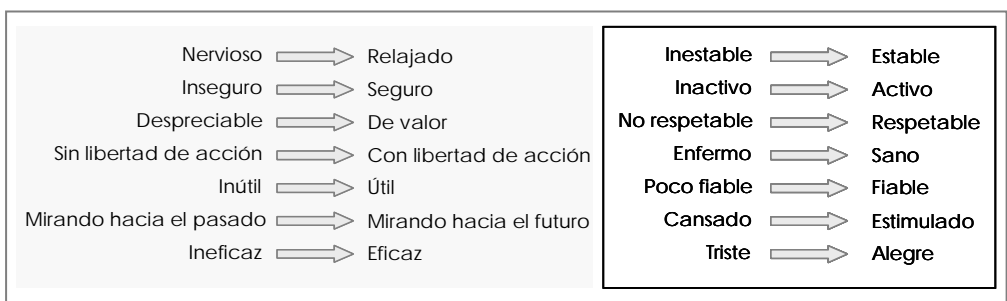 Nervioso Relajado
Inseguro Seguro
Despreciable De valor
Sin libertad de acción Con libertad de acción
Inútil Útil
Mirando hacia el pasado Mirando hacia el futuro
Ineficaz Eficaz
Inestable Estable
Inactivo Activo
No respetable Respetable
Enfermo Sano
Poco fiable Fiable
Cansado Estimulado
Triste Alegre